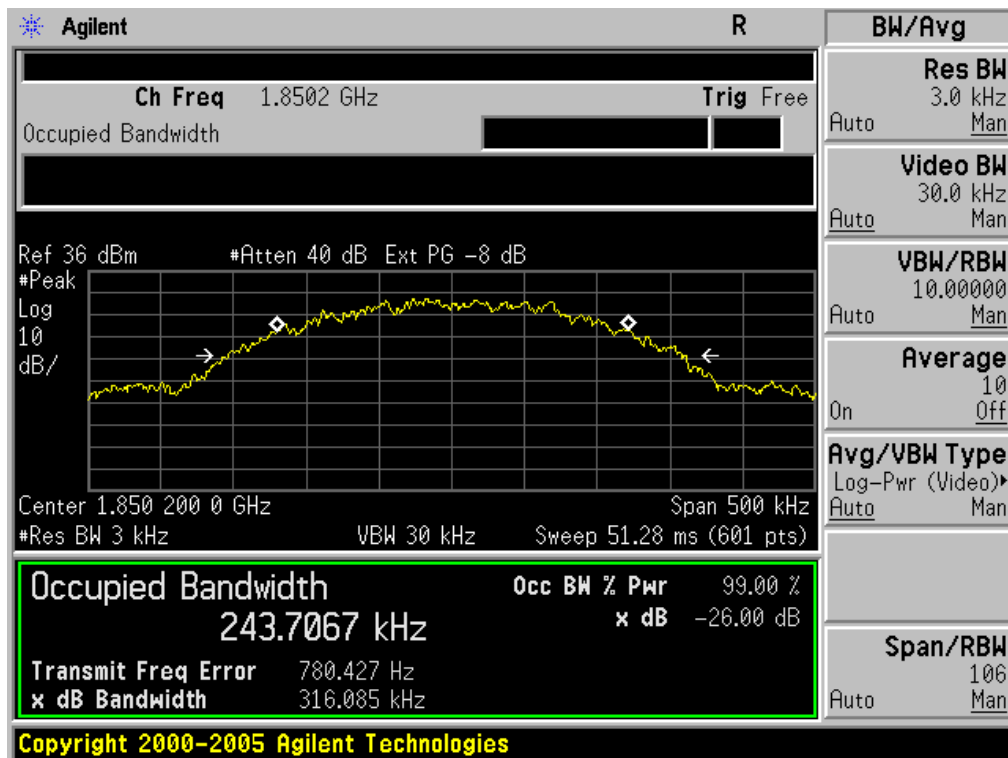 Agilent R
Ch Freq 1.8502 GHz Trig Free
Occupied Bandwidth
Ref 36 dBm #Atten 40 dB Ext PG -8 dB
#Peak
Log
10
dB/
Center 1.850 200 0 GHz Span 500 kHz
#Res BW 3 kHz VBW 30 kHz Sweep 51.28 ms (601 pts)
Occupied Bandwidth
243.7067 kHz
Occ BW % Pwr 99.00 %
x dB -26.00 dB
Transmit Freq Error 780.427 Hz
x dB Bandwidth 316.085 kHz
BW/Avg
Res BW
3.0 kHz
Auto Man
Video BW
30.0 kHz
Auto Man
VBW/RBW
10.00000
Auto Man
Average
10
On Off
Avg/VBW Type
Log-Pwr (Video)
Auto Man
Span/RBW
106
Auto Man
Copyright 2000-2005 Agilent Technologies